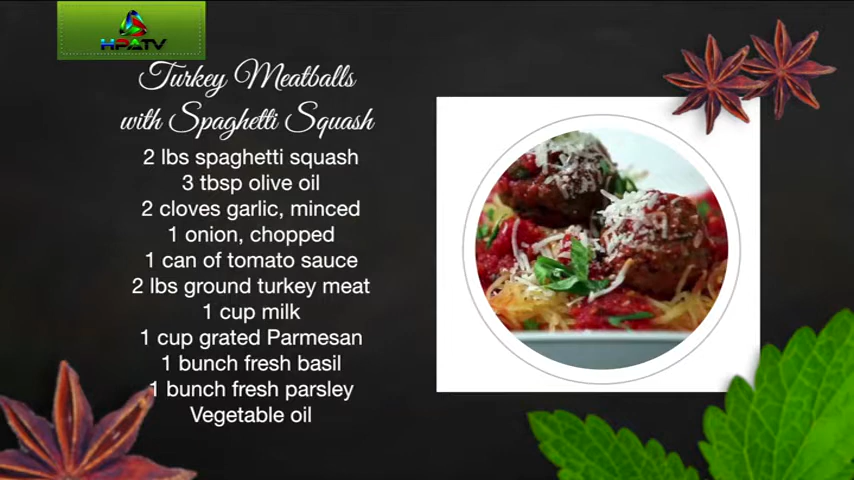 HPATV
Turkey Meatballs
with Spaghetti Squash
2 lbs spaghetti squash
3 tbsp olive oil
2 cloves garlic, minced
1 onion, chopped
1 can of tomato sauce
2 lbs ground turkey meat
1 cup milk
1 cup grated Parmesan
1 bunch fresh basil
1 bunch fresh parsley
Vegetable oil